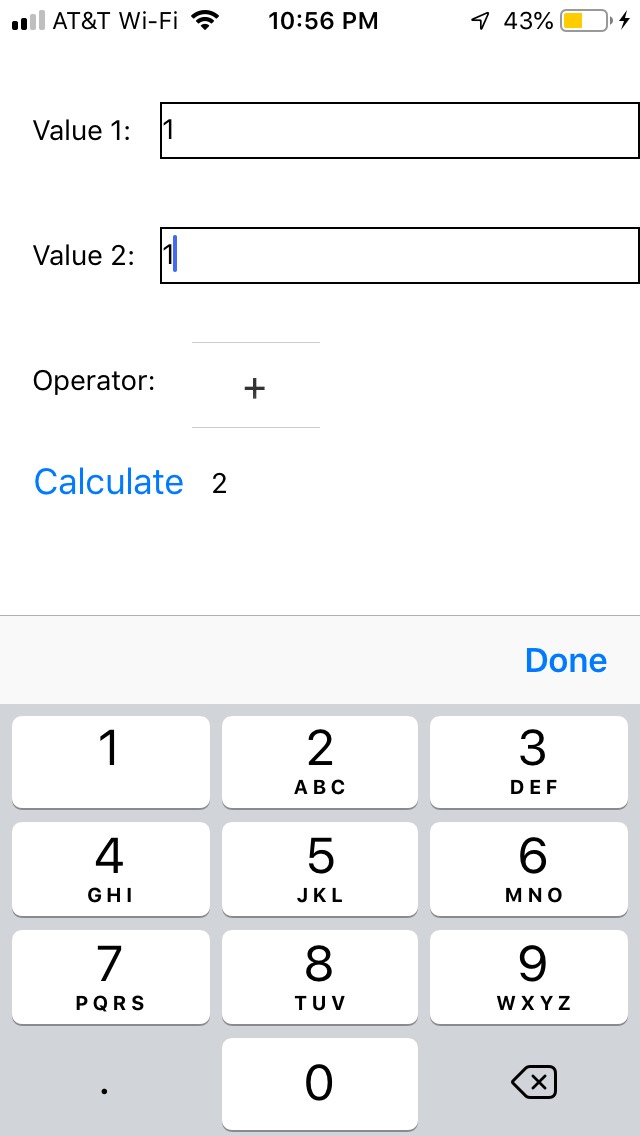 AT&T Wi-Fi 10:56 PM 43%
Value 1: 1
Value 2: 1
Operator: +
Calculate 2
Done
1 2 3
ABC DEF
4 5 6
GHI JKL MNO
7 8 9
PQRS TUV WXYZ
. 0